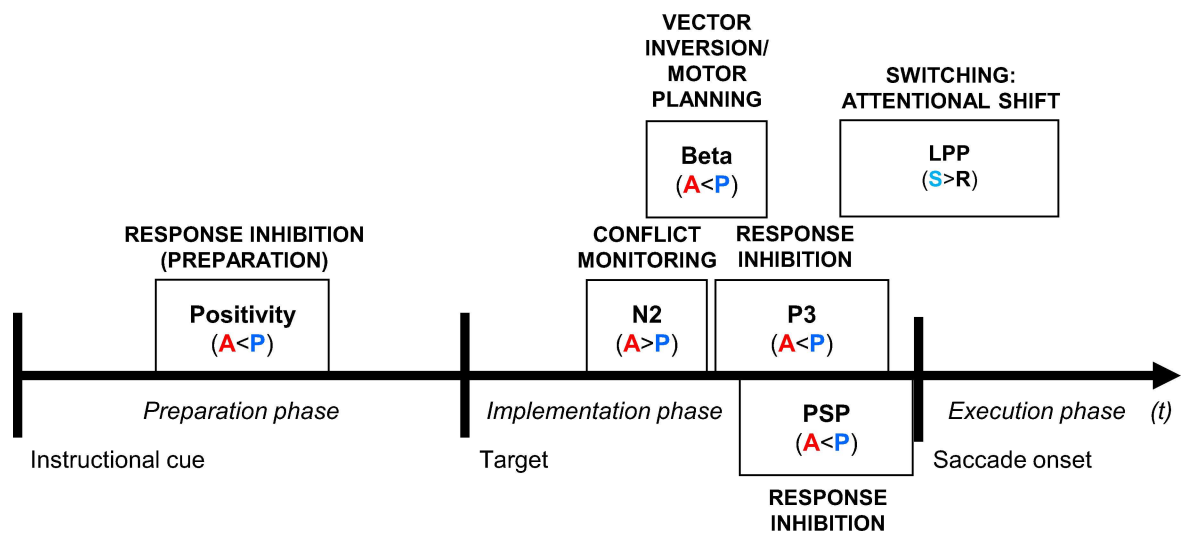 VECTOR
INVERSION/
MOTOR
PLANNING
Beta
(A<P)
SWITCHING:
ATTENTIONAL SHIFT
LPP
(S>R)
RESPONSE INHIBITION
(PREPARATION)
Positivity
(A<P)
CONFLICT
MONITORING
N2
(A>P)
RESPONSE
INHIBITION
P3
(A<P)
Preparation phase
Implementation phase
Execution phase (t)
PSP
(A<P)
RESPONSE
INHIBITION
Instructional cue
Target
Saccade onset